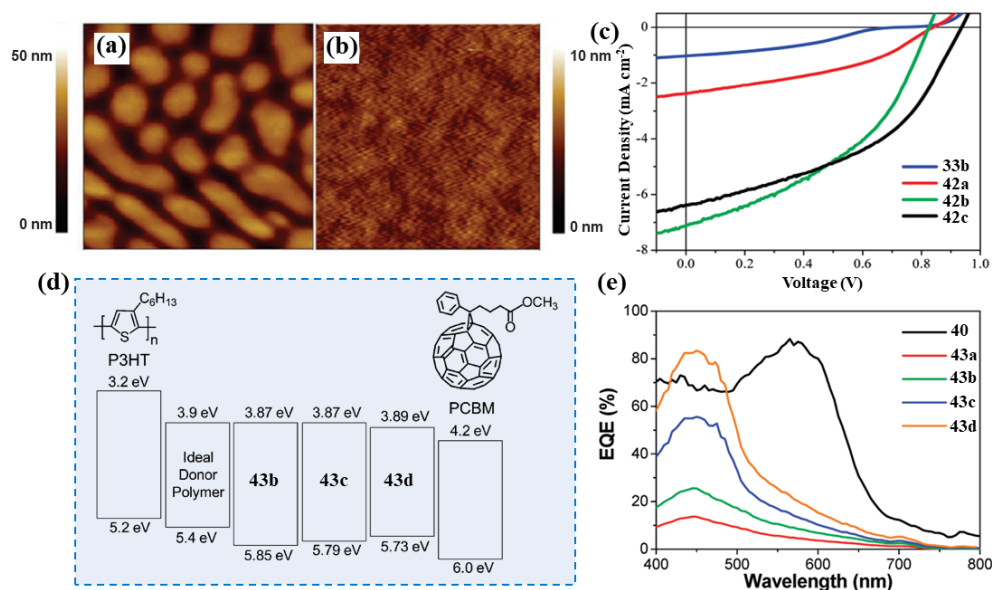 (a)
50 nm
0 nm
(b)
10 nm
0 nm
(c)
Current Density (mA cm⁻²)
0
-2
-4
-6
-8
0.0 0.2 0.4 0.6 0.8 1.0
Voltage (V)
33b
42a
42b
42c
(d)
C₆H₁₃
S
n
P3HT
OCH₃
O
PCBM
3.2 eV
5.2 eV
3.9 eV
Ideal
Donor
Polymer
5.4 eV
3.87 eV
43b
5.85 eV
3.87 eV
43c
5.79 eV
3.89 eV
43d
5.73 eV
4.2 eV
6.0 eV
(e)
EQE (%)
100
80
60
40
20
0
400 500 600 700 800
Wavelength (nm)
40
43a
43b
43c
43d